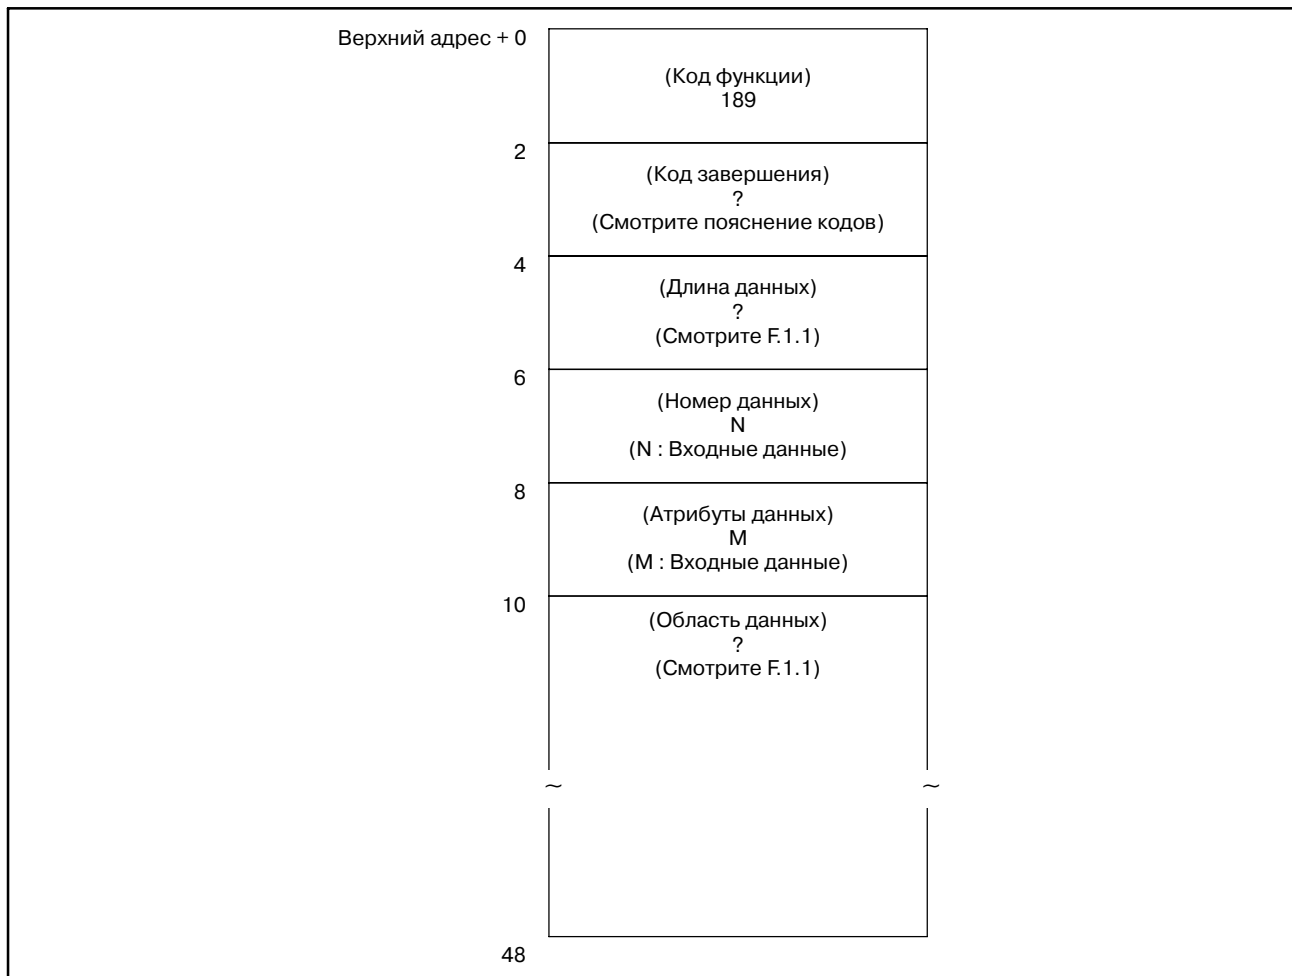 Верхний адрес + 0
(Код функции)
189
2
(Код завершения)
?
(Смотрите пояснение кодов)
4
(Длина данных)
?
(Смотрите F.1.1)
6
(Номер данных)
N
(N : Входные данные)
8
(Атрибуты данных)
M
(M : Входные данные)
10
(Область данных)
?
(Смотрите F.1.1)
~ ~
48